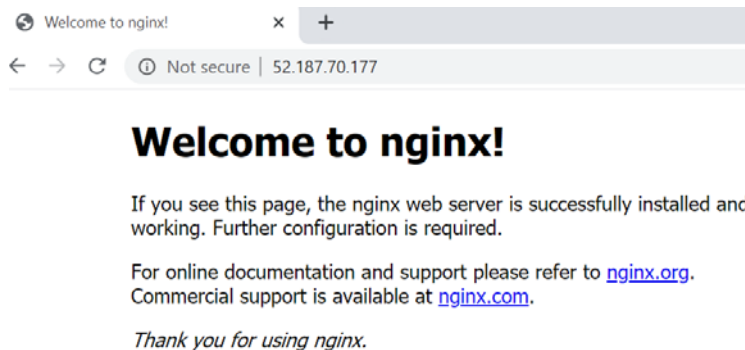 Welcome to nginx!
Not secure | 52.187.70.177
Welcome to nginx!
If you see this page, the nginx web server is successfully installed and
working. Further configuration is required.
For online documentation and support please refer to nginx.org.
Commercial support is available at nginx.com.
Thank you for using nginx.